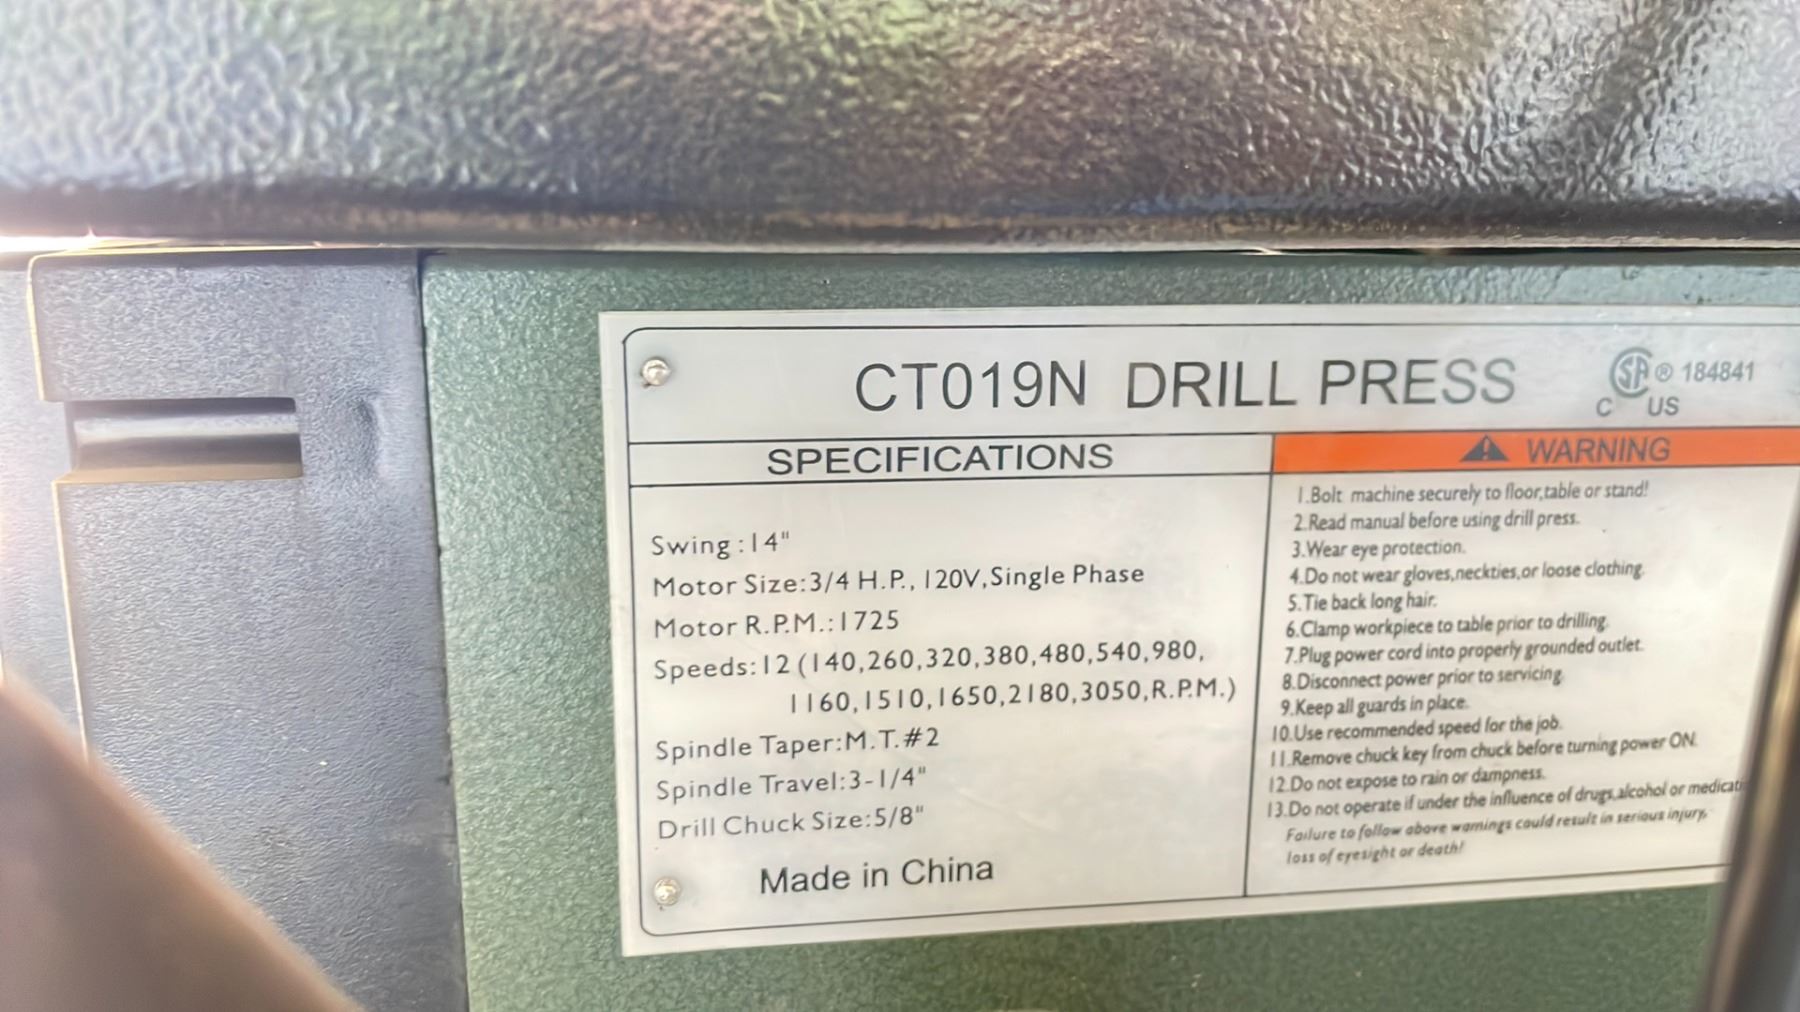 CT019N DRILL PRESS
SA ® 184841
C US
SPECIFICATIONS
Swing:14"
Motor Size:3/4 H.P., 120V,Single Phase
Motor R.P.M.:1725
Speeds:12 (140,260,320,380,480,540,980,
1160,1510,1650,2180,3050,R.P.M.)
Spindle Taper:M.T.#2
Spindle Travel:3-1/4"
Drill Chuck Size:5/8"
Made in China
WARNING
1.Bolt machine securely to floor,table or stand!
2.Read manual before using drill press.
3.Wear eye protection.
4.Do not wear gloves,neckties,or loose clothing.
5.Tie back long hair.
6.Clamp workpiece to table prior to drilling.
7.Plug power cord into properly grounded outlet.
8.Disconnect power prior to servicing.
9.Keep all guards in place.
10.Use recommended speed for the job.
11.Remove chuck key from chuck before turning power ON.
12.Do not expose to rain or dampness.
13.Do not operate if under the influence of drugs,alcohol or
Failure to follow above warnings could result in serious injury,
loss of eyesight or death!